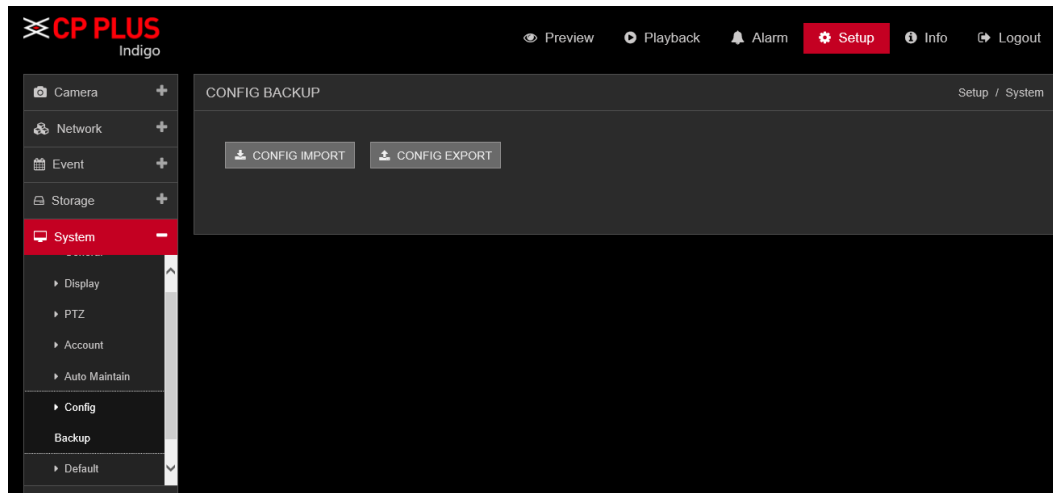 CP PLUS
Indigo
Preview Playback Alarm Setup Info Logout
Camera
Network
Event
Storage
System
General
Display
PTZ
Account
Auto Maintain
Config
Backup
Default
CONFIG BACKUP
Setup / System
CONFIG IMPORT CONFIG EXPORT